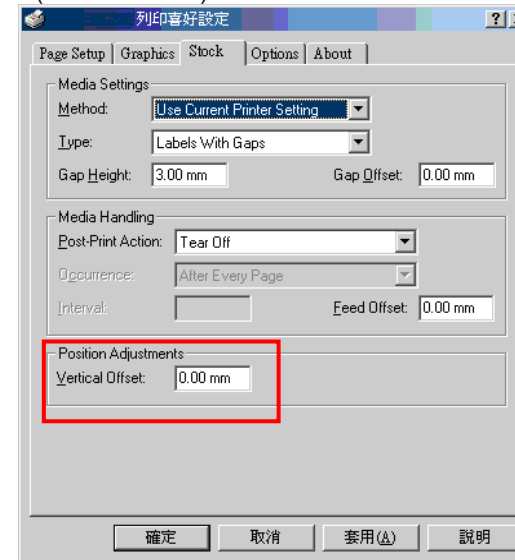 列印喜好設定
Page Setup Graphics Stock Options About
Media Settings
Method: Use Current Printer Setting
Type: Labels With Gaps
Gap Height: 3.00 mm Gap Offset: 0.00 mm
Media Handling
Post-Print Action: Tear Off
Occurrence: After Every Page
Interval: Feed Offset: 0.00 mm
Position Adjustments
Vertical Offset: 0.00 mm
確定 取消 套用(A) 說明